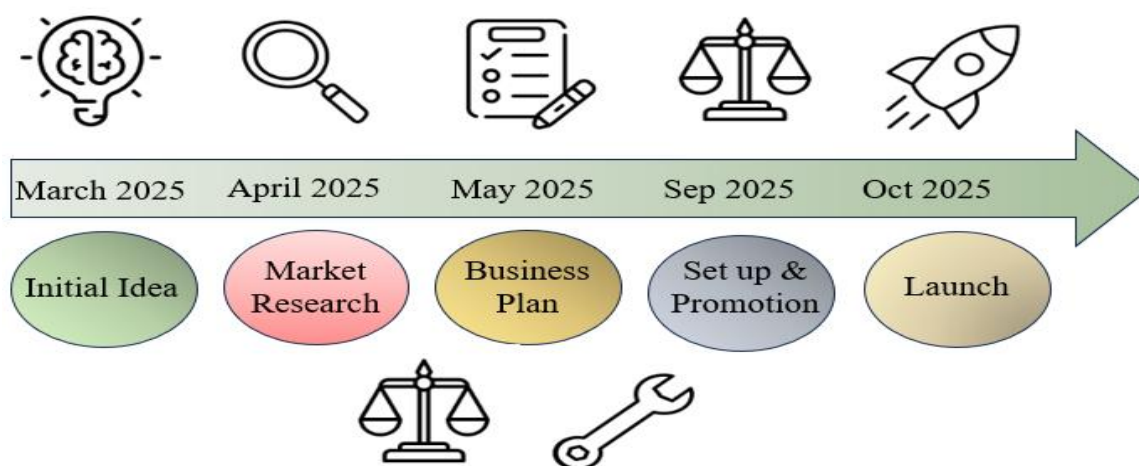 March 2025 April 2025 May 2025 Sep 2025 Oct 2025
Initial Idea
Market
Research
Business
Plan
Set up &
Promotion
Launch